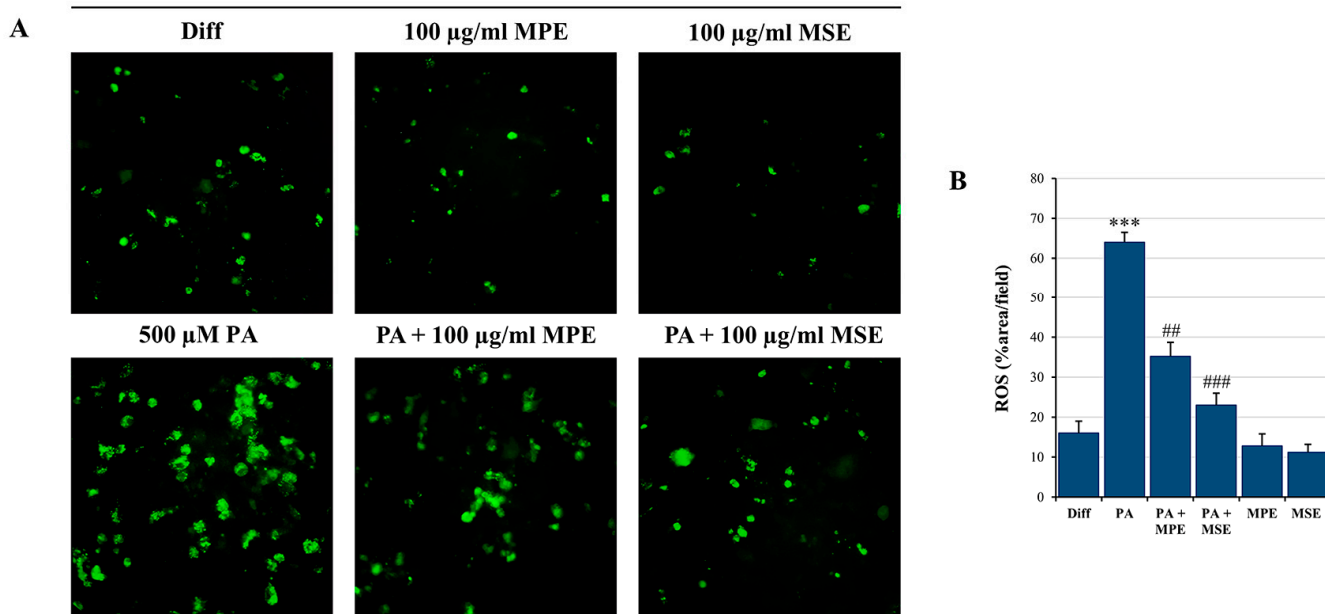 A
Diff
100 µg/ml MPE
100 µg/ml MSE
500 µM PA
PA + 100 µg/ml MPE
PA + 100 µg/ml MSE
B
ROS (%area/field)
80
70
60
50
40
30
20
10
0
***
##
###
Diff
PA
PA +
MPE
PA +
MSE
MPE
MSE